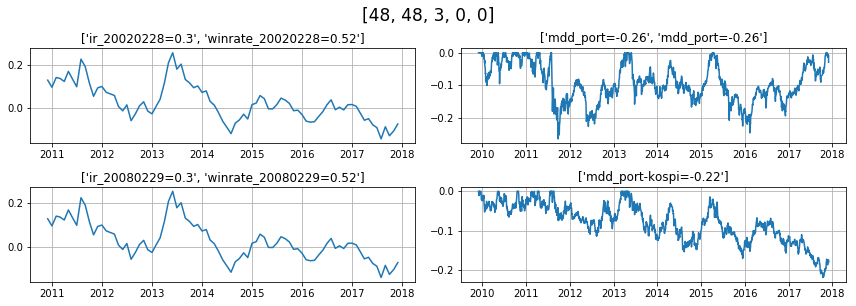 [48, 48, 3, 0, 0]
['ir_20020228=0.3', 'winrate_20020228=0.52']
0.2
0.0
2011 2012 2013 2014 2015 2016 2017 2018
['mdd_port=-0.26', 'mdd_port=-0.26']
0.0
−0.1
−0.2
2010 2011 2012 2013 2014 2015 2016 2017 2018
['ir_20080229=0.3', 'winrate_20080229=0.52']
0.2
0.0
2011 2012 2013 2014 2015 2016 2017 2018
['mdd_port-kospi=-0.22']
0.0
−0.1
−0.2
2010 2011 2012 2013 2014 2015 2016 2017 2018